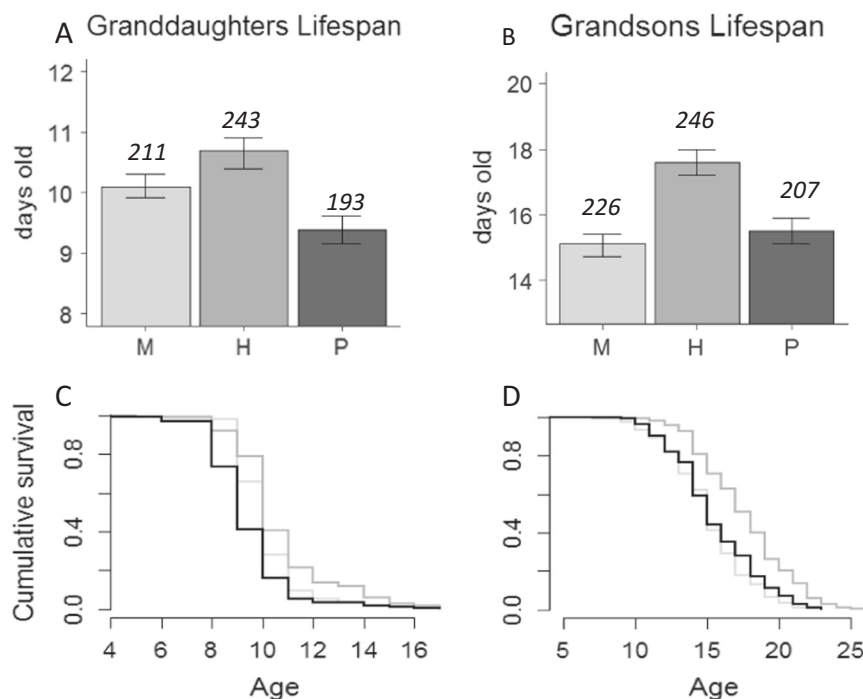 A Granddaughters Lifespan
12
11
10
9
8
days old
211
243
193
M H P
B Grandsons Lifespan
20
18
16
14
days old
226
246
207
M H P
C
Cumulative survival
0.8
0.4
0.0
4 6 8 10 12 14 16
Age
D
0.8
0.4
0.0
5 10 15 20 25
Age